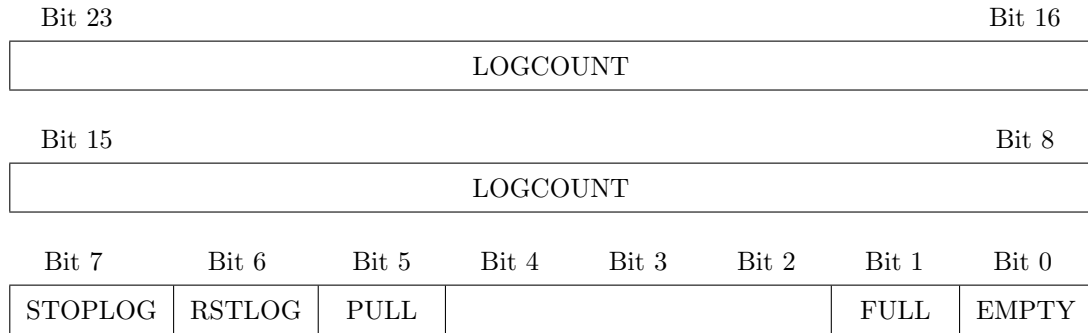 Bit 23 Bit 16
LOGCOUNT
Bit 15 Bit 8
LOGCOUNT
Bit 7 Bit 6 Bit 5 Bit 4 Bit 3 Bit 2 Bit 1 Bit 0
STOPLOG RSTLOG PULL FULL EMPTY